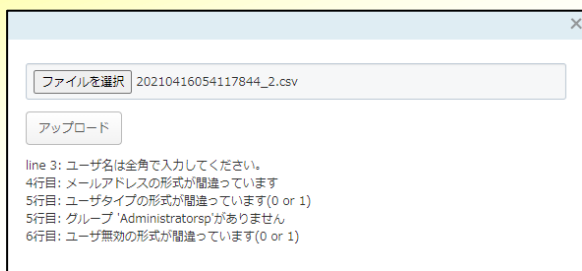 ×
ファイルを選択 20210416054117844_2.csv
アップロード
line 3: ユーザ名は全角で入力してください。
4行目: メールアドレスの形式が間違っています
5行目: ユーザタイプの形式が間違っています(0 or 1)
5行目: グループ 'Administratorsp'がありません
6行目: ユーザ無効の形式が間違っています(0 or 1)